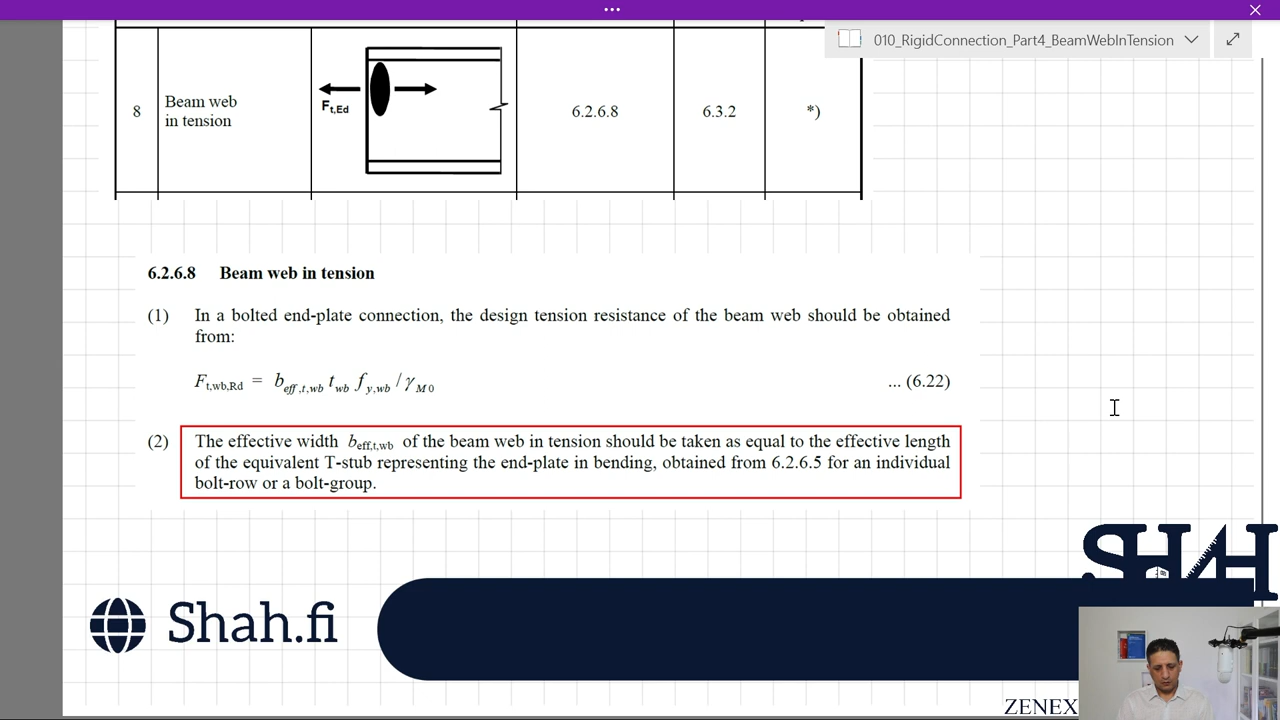 010_RigidConnection_Part4_BeamWebInTension
8 Beam web in tension F t,Ed 6.2.6.8 6.3.2 *)
6.2.6.8 Beam web in tension
(1) In a bolted end-plate connection, the design tension resistance of the beam web should be obtained
from:
F t,wb,Rd = b eff,t,wb t wb f y,wb / γ M0 ... (6.22)
(2) The effective width b eff,t,wb of the beam web in tension should be taken as equal to the effective length
of the equivalent T-stub representing the end-plate in bending, obtained from 6.2.6.5 for an individual
bolt-row or a bolt-group.
SHAH
Shah.fi
ZENEX